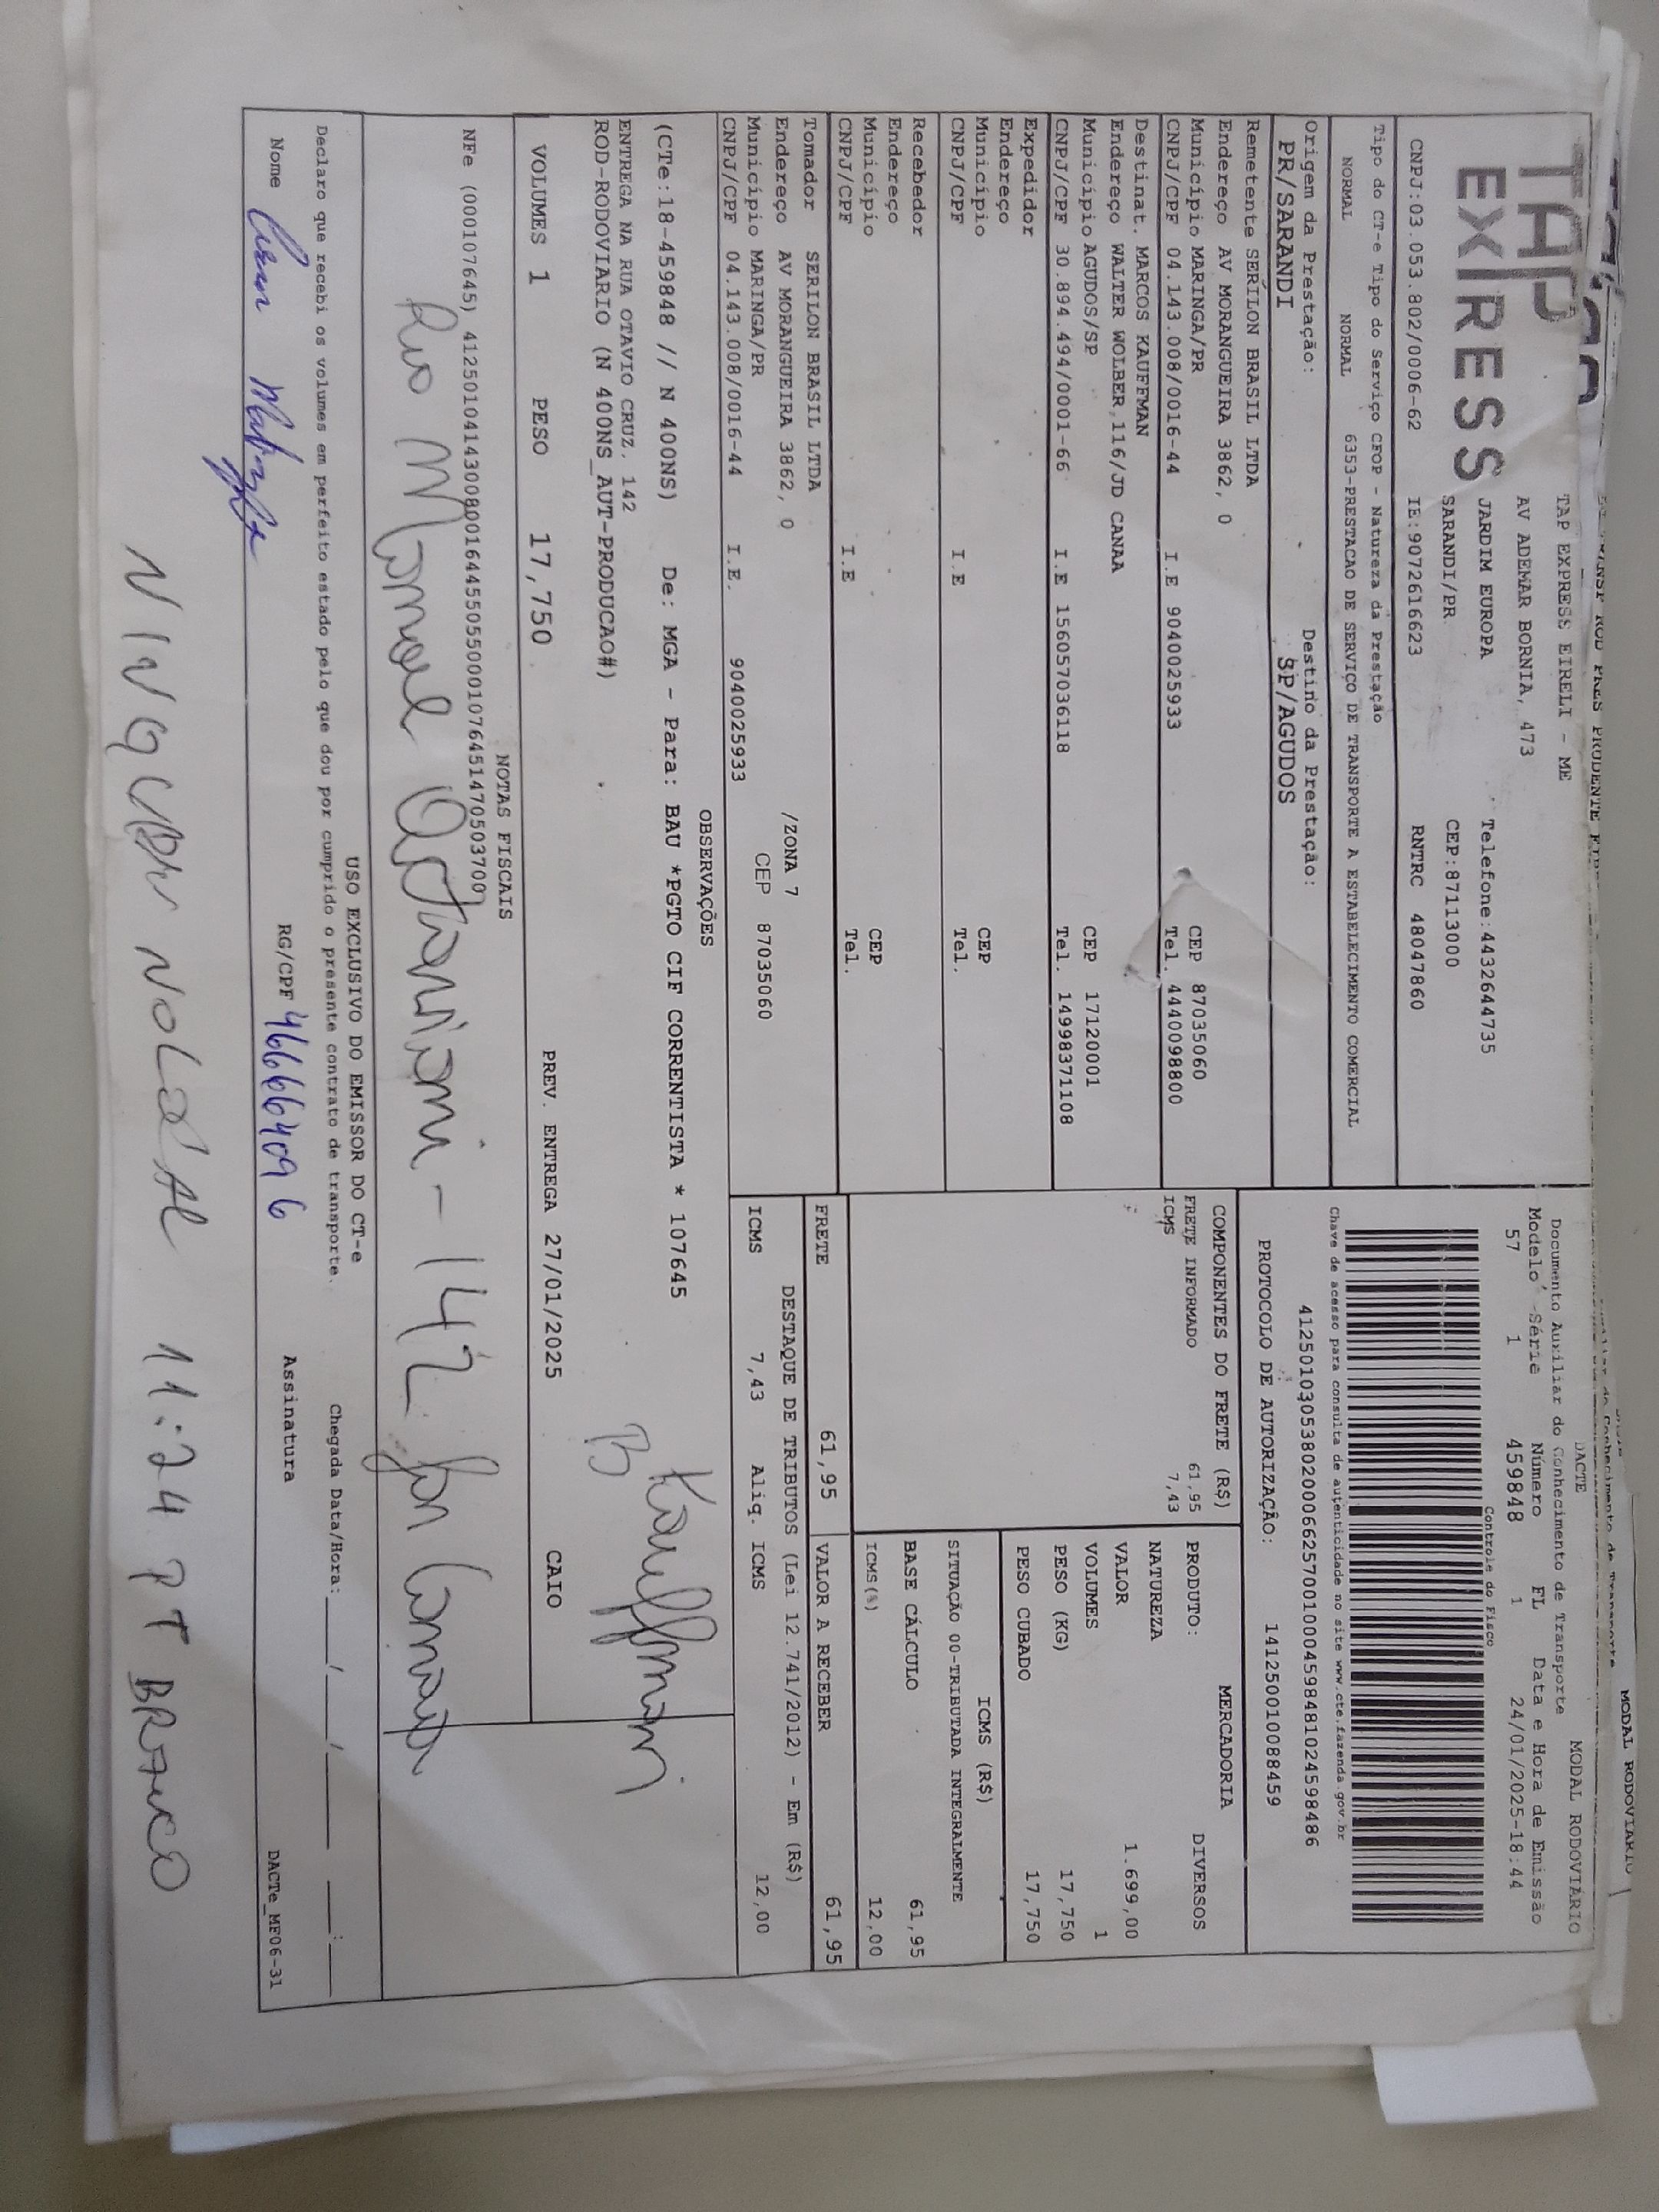 TAP
EXPRESS
TAP EXPRESS EIRELI - ME
AV ADEMAR BORNIA, 473
JARDIM EUROPA Telefone:4432644735
SARANDI/PR CEP:87113000
CNPJ:03.053.802/0006-62 IE:9072616623 RNTRC 48047860
MODAL RODOVIARIO
DACTE MODAL RODOVIÁRIO
Documento Auxiliar do Conhecimento de Transporte
Modelo Série Número FL Data e Hora de Emissão
57 1 459848 1 24/01/2025-18:44
Controle do Fisco
Chave de acesso para consulta de autenticidade no site www.cte.fazenda.gov.br
41250103053802000662570010004598481024598486
PROTOCOLO DE AUTORIZAÇÃO: 141250010088459
Tipo do CT-e Tipo do Serviço CFOP - Natureza da Prestação
NORMAL NORMAL 6353-PRESTACAO DE SERVIÇO DE TRANSPORTE A ESTABELECIMENTO COMERCIAL
Origem da Prestação: Destino da Prestação:
PR/SARANDI SP/AGUDOS
Remetente SERILON BRASIL LTDA
Endereço AV MORANGUEIRA 3862, 0
Município MARINGA/PR CEP 87035060
CNPJ/CPF 04.143.008/0016-44 I.E 9040025933 Tel. 4440098800
Destinat. MARCOS KAUFFMAN
Endereço WALTER WOLBER,116/JD CANAA
Município AGUDOS/SP CEP 17120001
CNPJ/CPF 30.894.494/0001-66 I.E 156057036118 Tel. 14998371108
Expedidor
Endereço
Município CEP
CNPJ/CPF I.E Tel.
Recebedor
Endereço
Município CEP
CNPJ/CPF I.E Tel.
Tomador SERILON BRASIL LTDA
Endereço AV MORANGUEIRA 3862, 0 /ZONA 7
Município MARINGA/PR CEP 87035060
CNPJ/CPF 04.143.008/0016-44 I.E. 9040025933
COMPONENTES DO FRETE (R$)
FRETE INFORMADO 61,95
ICMS 7,43
MERCADORIA
PRODUTO: DIVERSOS
NATUREZA
VALOR 1.699,00
VOLUMES 1
PESO (KG) 17,750
PESO CUBADO 17,750
ICMS (R$)
SITUAÇÃO 00-TRIBUTADA INTEGRALMENTE
BASE CÁLCULO 61,95
ICMS(%) 12,00
FRETE 61,95 VALOR A RECEBER 61,95
DESTAQUE DE TRIBUTOS (Lei 12.741/2012) - Em (R$)
ICMS 7,43 Aliq. ICMS 12,00
OBSERVAÇÕES
(CTe:18-459848 // N 400NS) De: MGA - Para: BAU *PGTO CIF CORRENTISTA * 107645
ENTREGA NA RUA OTAVIO CRUZ, 142
ROD-RODOVIARIO (N 400NS_AUT-PRODUCAO#)
Kauffman
B
VOLUMES 1 PESO 17,750 PREV. ENTREGA 27/01/2025 CAIO
NOTAS FISCAIS
NFe (000107645) 41250104143008001644550550001076451470503700
Manoel Octaviani - 142
USO EXCLUSIVO DO EMISSOR DO CT-e
Declaro que recebi os volumes em perfeito estado pelo que dou por cumprido o presente contrato de transporte. Chegada Data/Hora: ___/___/___ ___:___
Nome RG/CPF 466664096 Assinatura DACTe_MF06-31
NINGUEM NO LOCAL 11:24 PT BRANCO